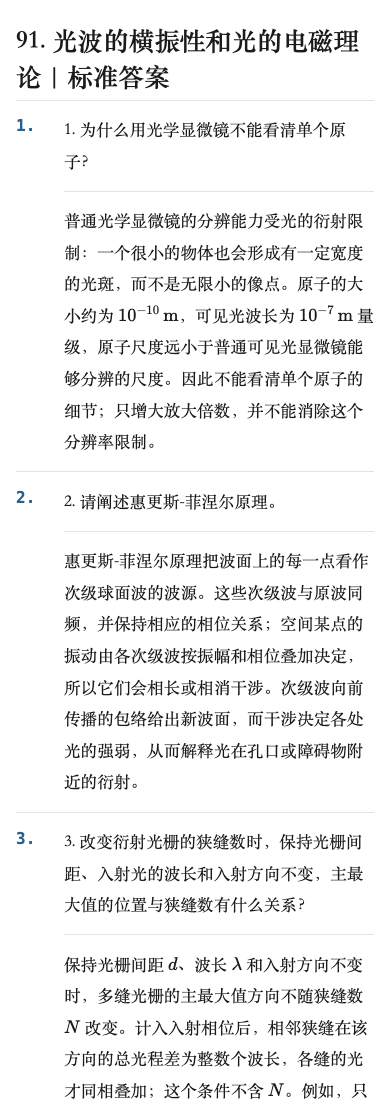 91. 光波的横振性和光的电磁理
论 | 标准答案
1. 1. 为什么用光学显微镜不能看清单个原
子?
普通光学显微镜的分辨能力受光的衍射限
制：一个很小的物体也会形成有一定宽度
的光斑，而不是无限小的像点。原子的大
小约为 10⁻¹⁰ m，可见光波长为 10⁻⁷ m 量
级，原子尺度远小于普通可见光显微镜能
够分辨的尺度。因此不能看清单个原子的
细节；只增大放大倍数，并不能消除这个
分辨率限制。
2. 2. 请阐述惠更斯-菲涅尔原理。
惠更斯-菲涅尔原理把波面上的每一点看作
次级球面波的波源。这些次级波与原波同
频，并保持相应的相位关系；空间某点的
振动由各次级波按振幅和相位叠加决定，
所以它们会相长或相消干涉。次级波向前
传播的包络给出新波面，而干涉决定各处
光的强弱，从而解释光在孔口或障碍物附
近的衍射。
3. 3. 改变衍射光栅的狭缝数时，保持光栅间
距、入射光的波长和入射方向不变，主最
大值的位置与狭缝数有什么关系?
保持光栅间距 d、波长 λ 和入射方向不变
时，多缝光栅的主最大值方向不随狭缝数
N 改变。计入入射相位后，相邻狭缝在该
方向的总光程差为整数个波长，各缝的光
才同相叠加；这个条件不含 N。例如，只